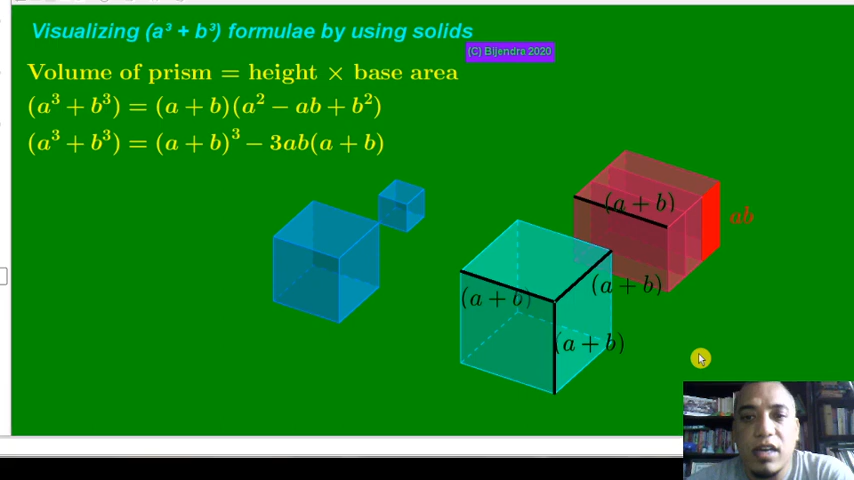 Visualizing (a³ + b³) formulae by using solids
(C) Bijendra 2020
Volume of prism = height × base area
(a³ + b³) = (a + b)(a² − ab + b²)
(a³ + b³) = (a + b)³ − 3ab(a + b)
(a + b)
ab
(a + b)
(a + b)
(a + b)